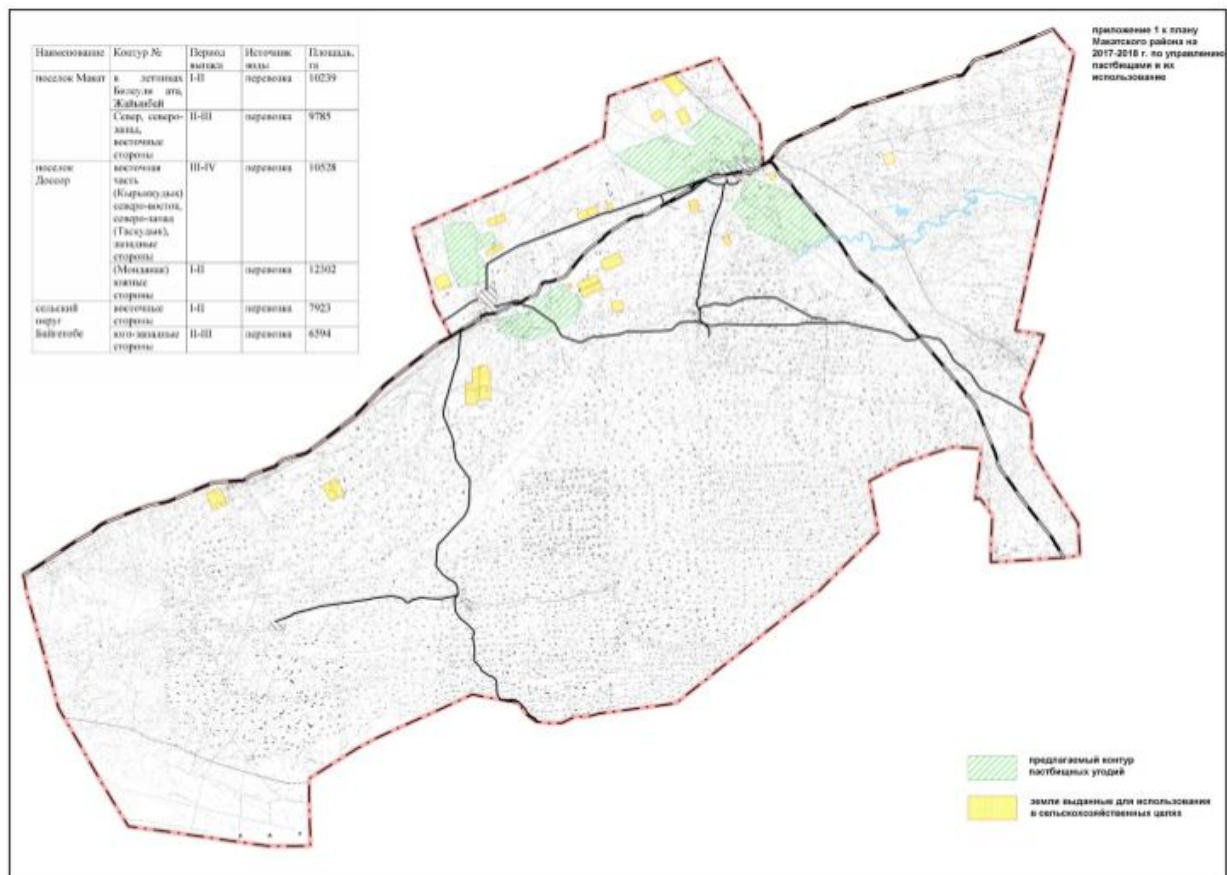 приложение 1 к плану
Макатского района на
2017-2018 г. по управлению
пастбищами и их
использование
Наименование Контур № Период Источник Площадь,
выпаса воды га
поселок Макат в летниках I-II перевозка 10239
Билеули ата,
Жайынбай
Север, северо- II-III перевозка 9785
запад,
восточные
стороны
поселок восточная III-IV перевозка 10528
Доссор часть
северо-восток,
северо-запад
(Таскудык),
западные
стороны
I-II перевозка 12302
южные
стороны
сельский восточные I-II перевозка 7923
округ стороны
Байгетобе юго-западные II-III перевозка 6594
стороны
предлагаемый контур
пастбищных угодий
земли выданные для использования
в сельскохозяйственных целях